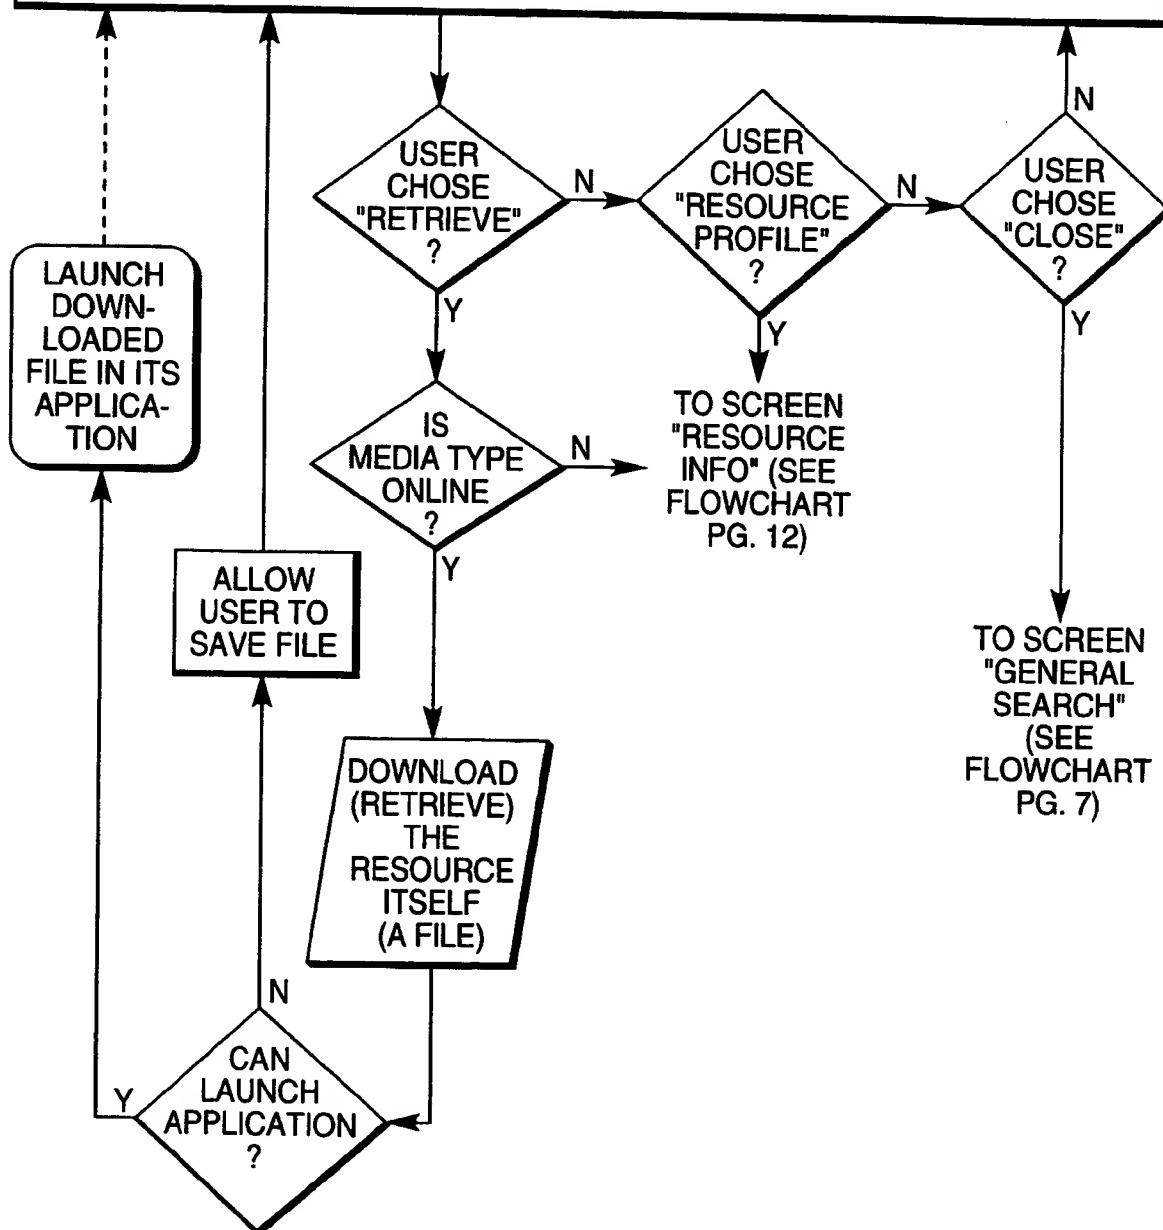 N
USER
CHOSE
"RETRIEVE"
?
N
USER
CHOSE
"RESOURCE
PROFILE"
?
N
USER
CHOSE
"CLOSE"
?
LAUNCH
DOWN-
LOADED
FILE IN ITS
APPLICA-
TION
Y
Y
Y
IS
MEDIA TYPE
ONLINE
?
N
TO SCREEN
"RESOURCE
INFO" (SEE
FLOWCHART
PG. 12)
Y
ALLOW
USER TO
SAVE FILE
TO SCREEN
"GENERAL
SEARCH"
(SEE
FLOWCHART
PG. 7)
DOWNLOAD
(RETRIEVE)
THE
RESOURCE
ITSELF
(A FILE)
N
CAN
LAUNCH
APPLICATION
?
Y